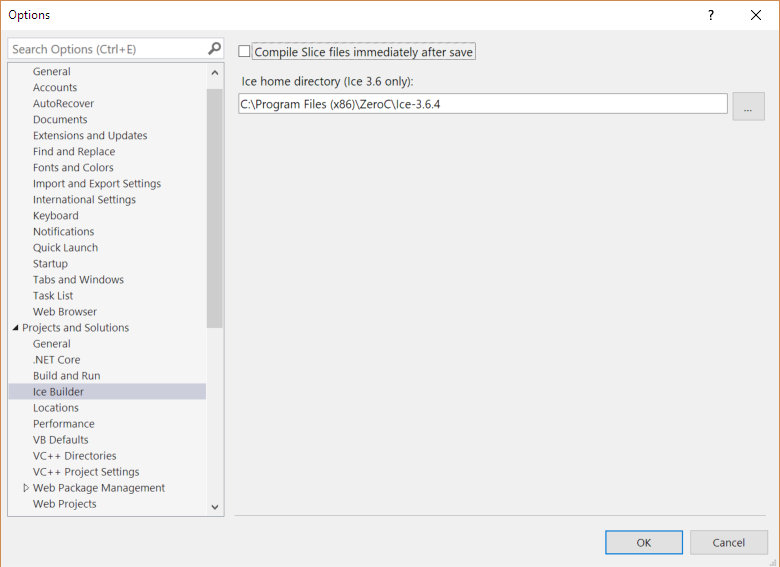 Options
?
Search Options (Ctrl+E)
General
Accounts
AutoRecover
Documents
Extensions and Updates
Find and Replace
Fonts and Colors
Import and Export Settings
International Settings
Keyboard
Notifications
Quick Launch
Startup
Tabs and Windows
Task List
Web Browser
Projects and Solutions
General
.NET Core
Build and Run
Ice Builder
Locations
Performance
VB Defaults
VC++ Directories
VC++ Project Settings
Web Package Management
Web Projects
Compile Slice files immediately after save
Ice home directory (Ice 3.6 only):
C:\Program Files (x86)\ZeroC\Ice-3.6.4
...
OK
Cancel